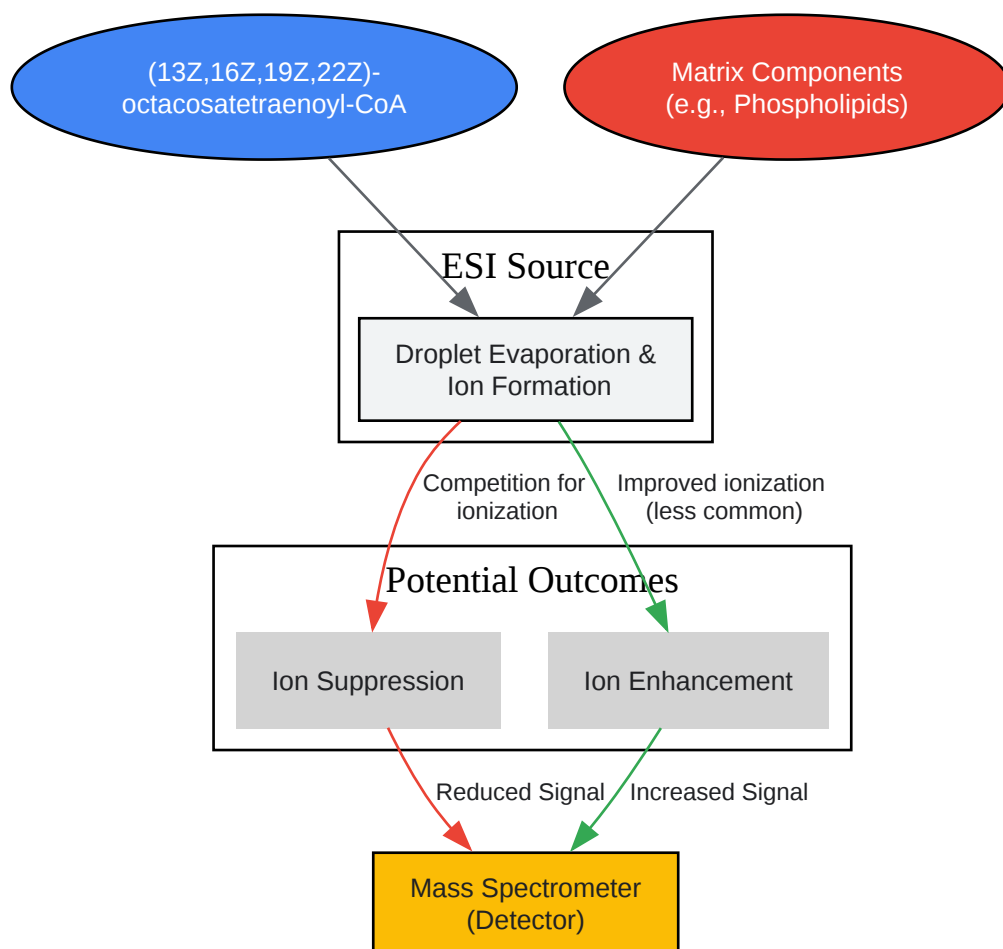 (13Z,16Z,19Z,22Z)-
octacosatetraenoyl-CoA
Matrix Components
(e.g., Phospholipids)
ESI Source
Droplet Evaporation &
Ion Formation
Competition for
ionization
Improved ionization
(less common)
Potential Outcomes
Ion Suppression
Ion Enhancement
Reduced Signal
Increased Signal
Mass Spectrometer
(Detector)